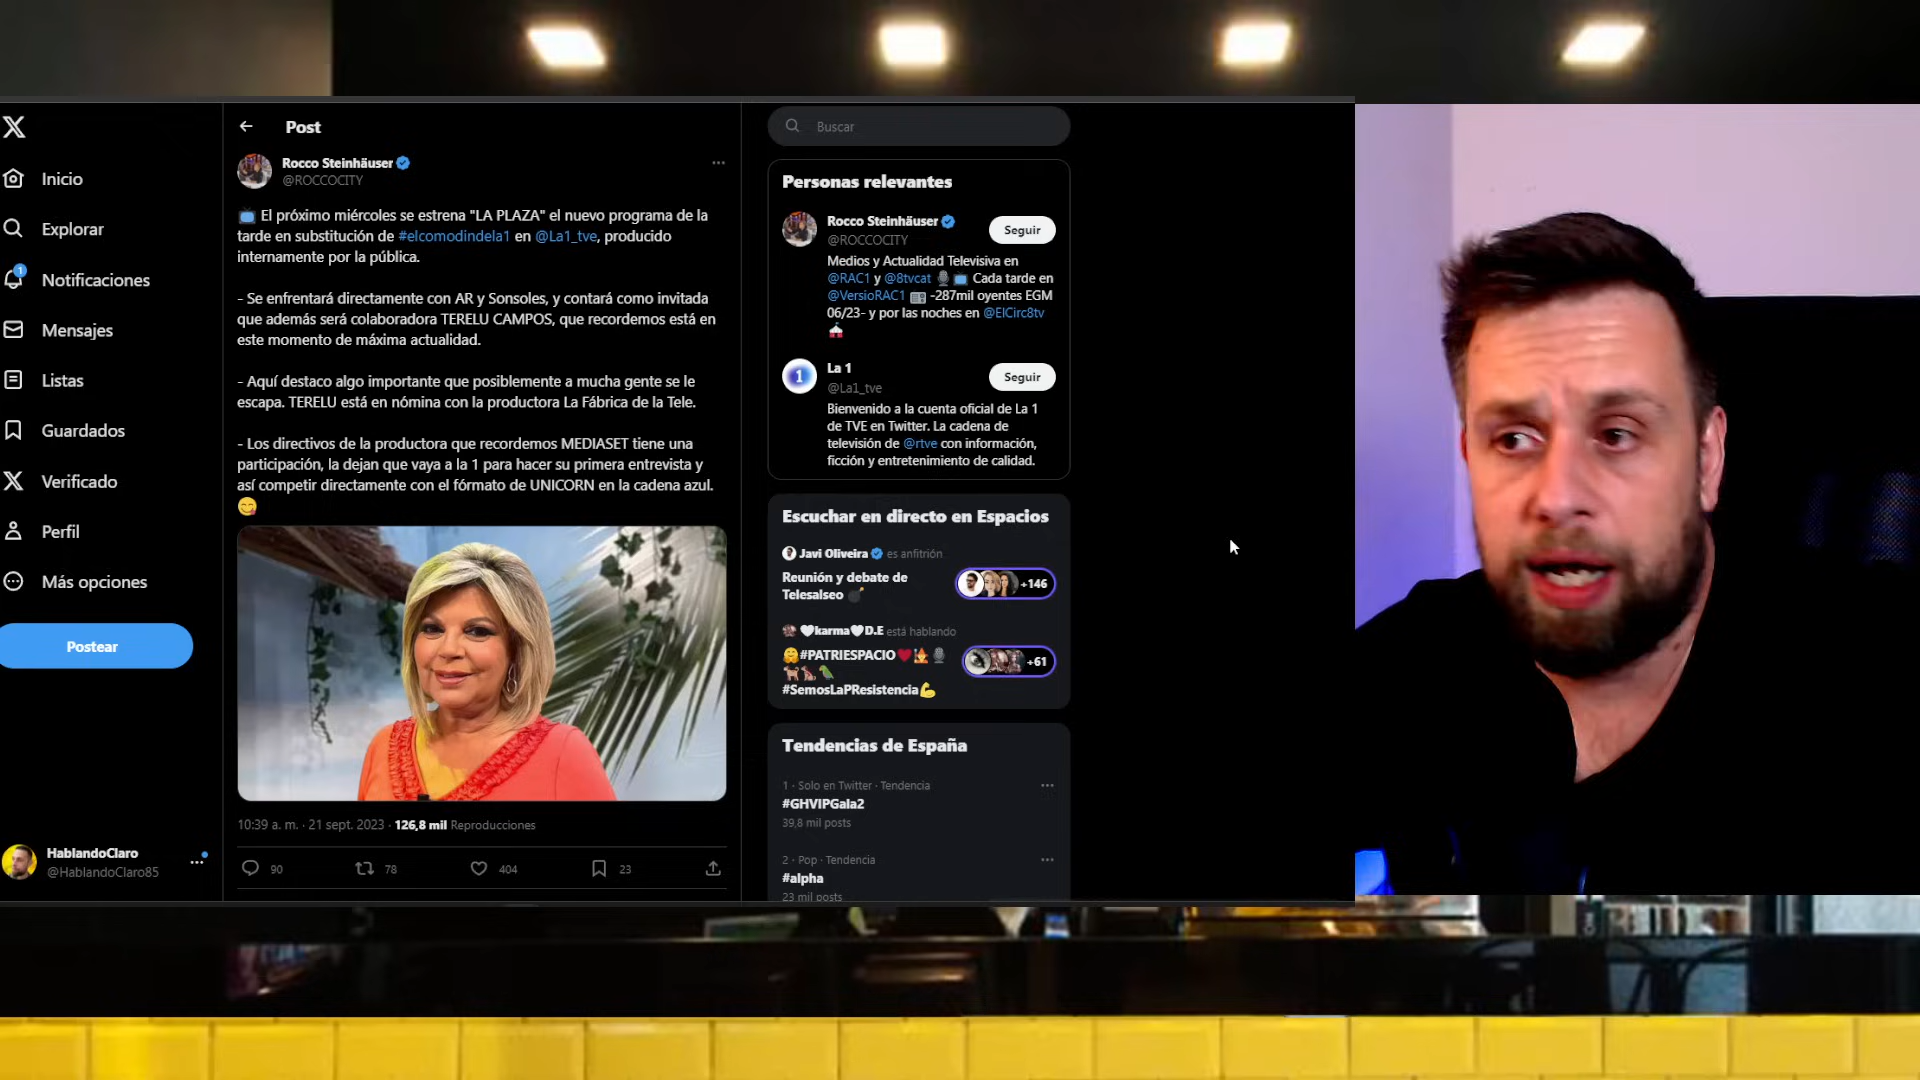 Inicio
Explorar
1
Notificaciones
Mensajes
Listas
Guardados
Verificado
Perfil
Más opciones
Postear
HablandoClaro
@HablandoClaro85
Post
Rocco Steinhäuser
@ROCCOCITY
📺 El próximo miércoles se estrena "LA PLAZA" el nuevo programa de la
tarde en substitución de #elcomodindela1 en @La1_tve, producido
internamente por la pública.
- Se enfrentará directamente con AR y Sonsoles, y contará como invitada
que además será colaboradora TERELU CAMPOS, que recordemos está en
este momento de máxima actualidad.
- Aquí destaco algo importante que posiblemente a mucha gente se le
escapa. TERELU está en nómina con la productora La Fábrica de la Tele.
- Los directivos de la productora que recordemos MEDIASET tiene una
participación, la dejan que vaya a la 1 para hacer su primera entrevista y
así competir directamente con el fórmato de UNICORN en la cadena azul.
😋
10:39 a. m. · 21 sept. 2023 · 126,8 mil Reproducciones
90 78 404 23
Buscar
Personas relevantes
Rocco Steinhäuser
@ROCCOCITY
Seguir
Medios y Actualidad Televisiva en
@RAC1 y @8tvcat 🎙️📺 Cada tarde en
@VersioRAC1 📻 -287mil oyentes EGM
06/23- y por las noches en @ElCirc8tv
🎪
La 1
@La1_tve
Seguir
1
Bienvenido a la cuenta oficial de La 1
de TVE en Twitter. La cadena de
televisión de @rtve con información,
ficción y entretenimiento de calidad.
Escuchar en directo en Espacios
Javi Oliveira es anfitrión
Reunión y debate de
Telesalseo 💣
+146
🤍karma🤍D.E está hablando
🤗#PATRIESPACIO❤️
#SemosLaPResistencia💪
+61
Tendencias de España
1 · Solo en Twitter · Tendencia
#GHVIPGala2
39,8 mil posts
2 · Pop · Tendencia
#alpha
23 mil posts